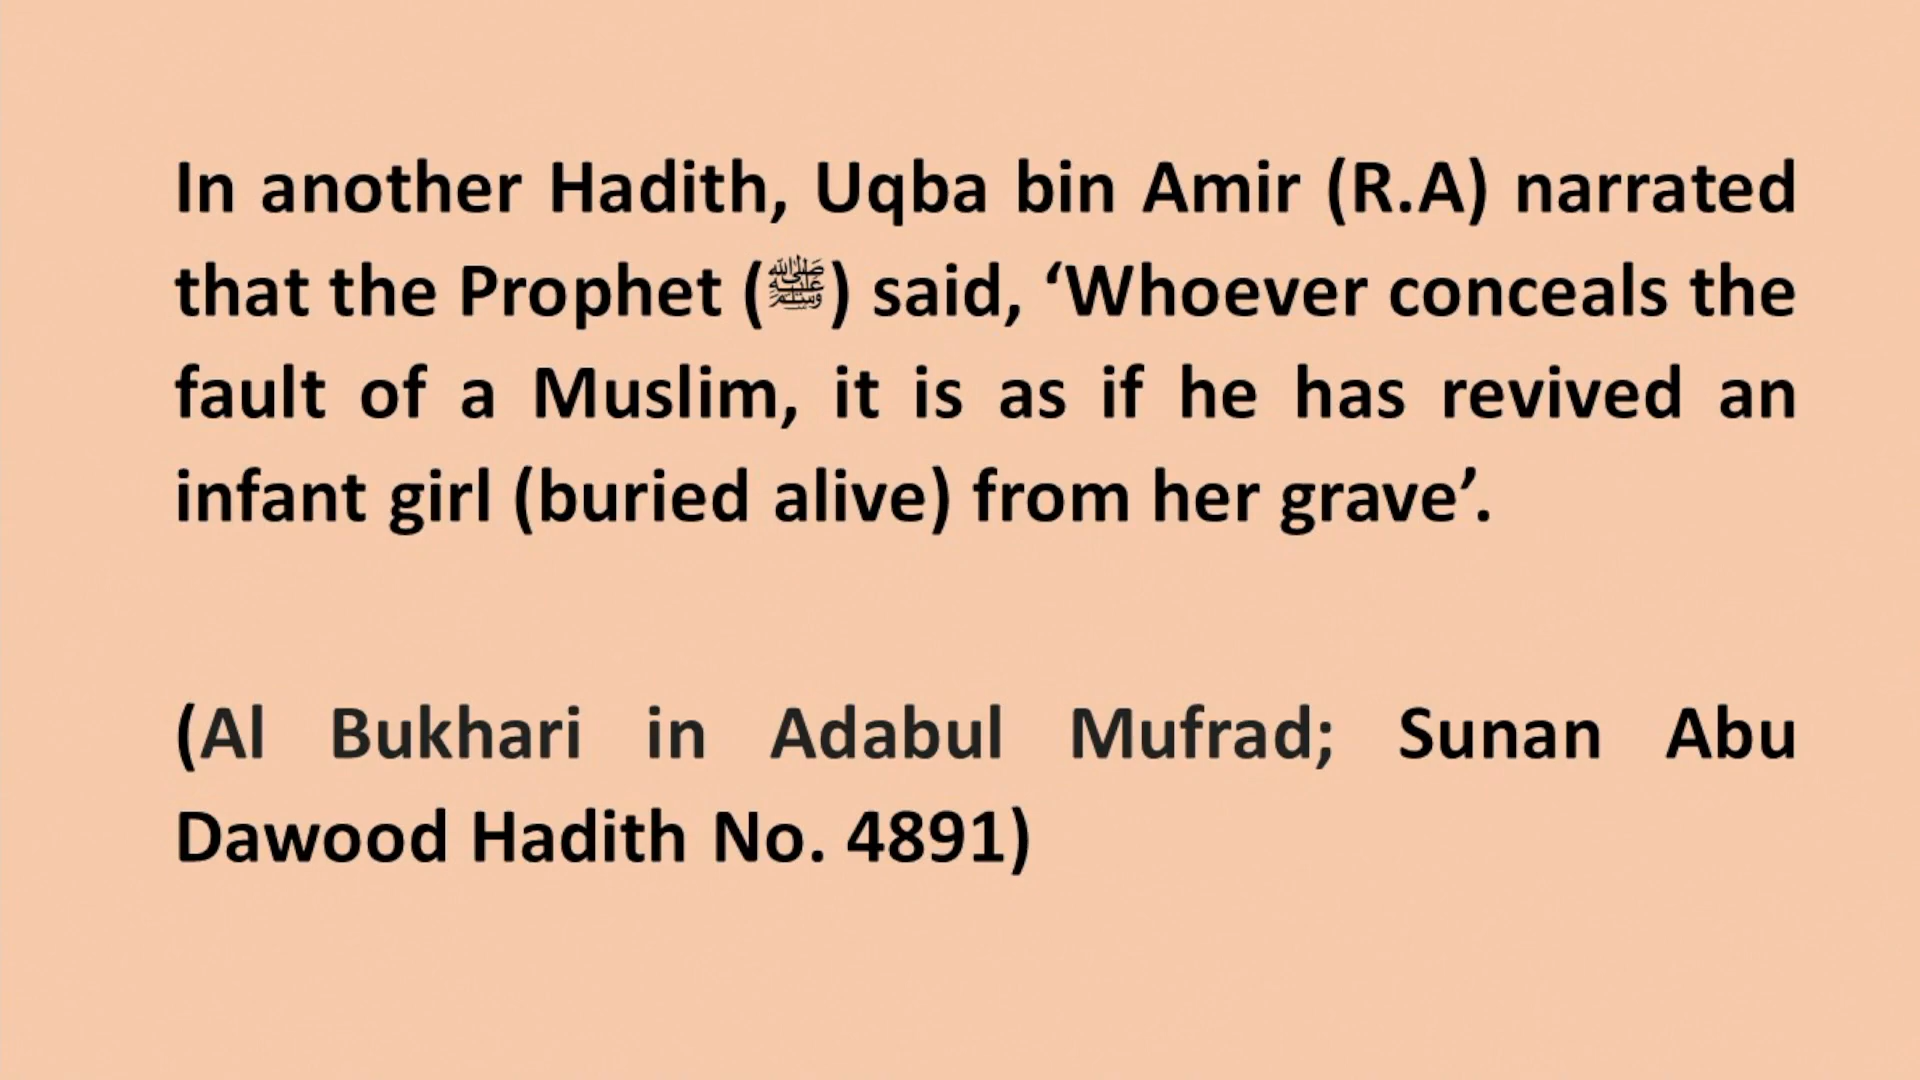 In another Hadith, Uqba bin Amir (R.A) narrated
that the Prophet (ﷺ) said, ‘Whoever conceals the
fault of a Muslim, it is as if he has revived an
infant girl (buried alive) from her grave’.
(Al Bukhari in Adabul Mufrad; Sunan Abu
Dawood Hadith No. 4891)